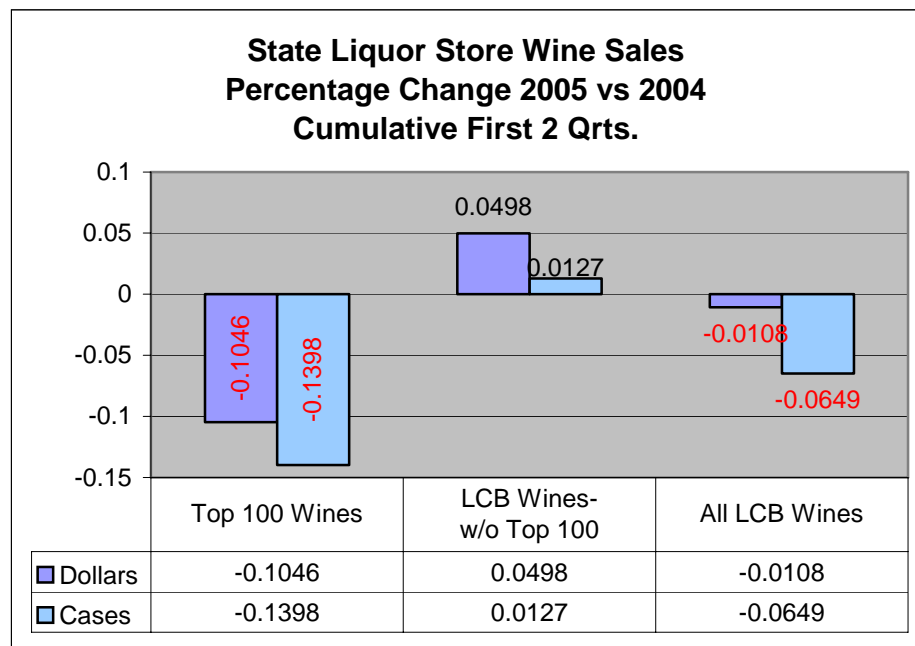 State Liquor Store Wine Sales
Percentage Change 2005 vs 2004
Cumulative First 2 Qrts.
0.1
0.05
0
-0.05
-0.1
-0.15
-0.1046
-0.1398
0.0498
0.0127
-0.0108
-0.0649
Top 100 Wines
LCB Wines-
w/o Top 100
All LCB Wines
Dollars -0.1046 0.0498 -0.0108
Cases -0.1398 0.0127 -0.0649